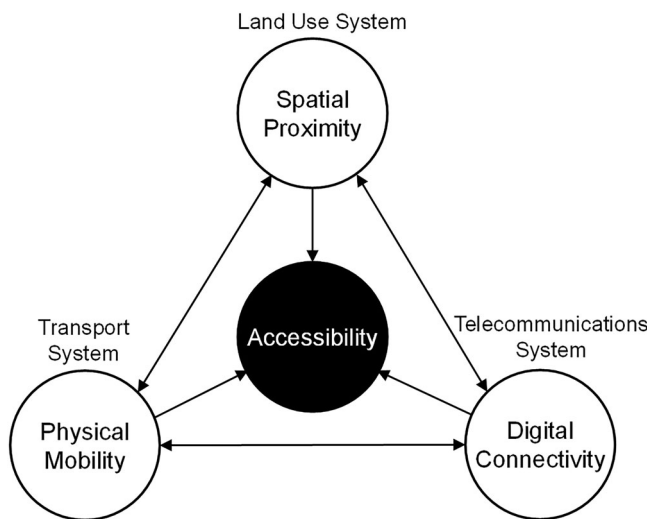 Land Use System
Spatial
Proximity
Accessibility
Transport
System
Telecommunications
System
Physical
Mobility
Digital
Connectivity